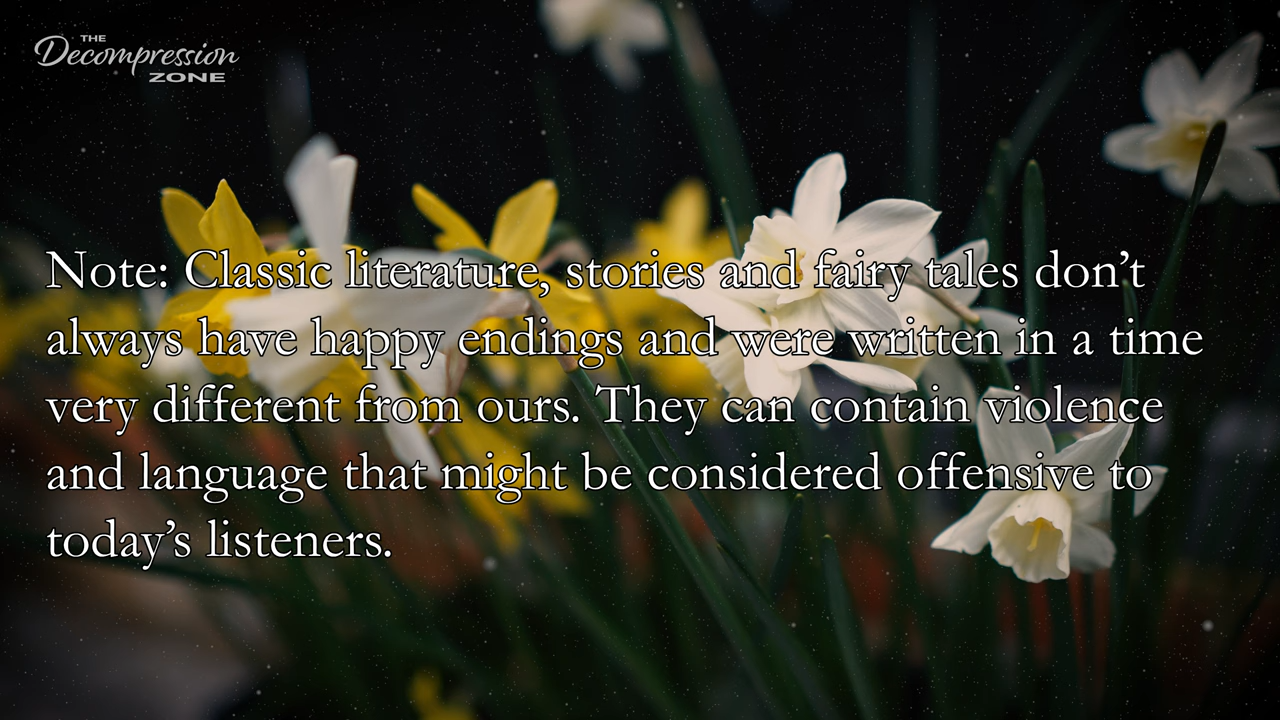 THE
Decompression
ZONE
Note: Classic literature, stories and fairy tales don’t
always have happy endings and were written in a time
very different from ours. They can contain violence
and language that might be considered offensive to
today’s listeners.